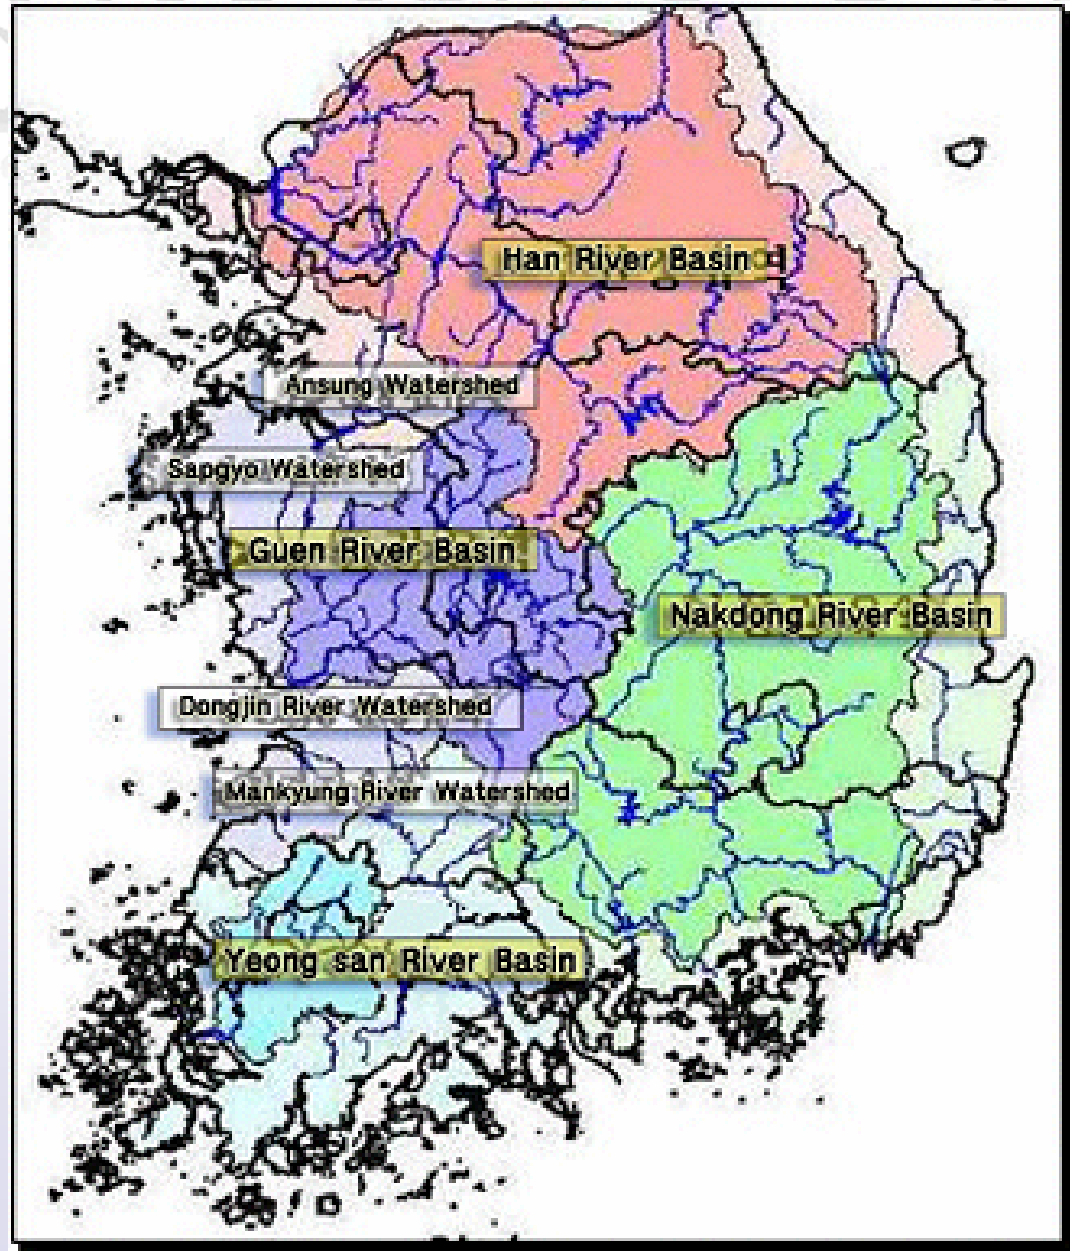 Han River Basin
Ansung Watershed
Sapgyo Watershed
Guen River Basin
Nakdong River Basin
Dongjin River Watershed
Mankyung River Watershed
Yeong san River Basin